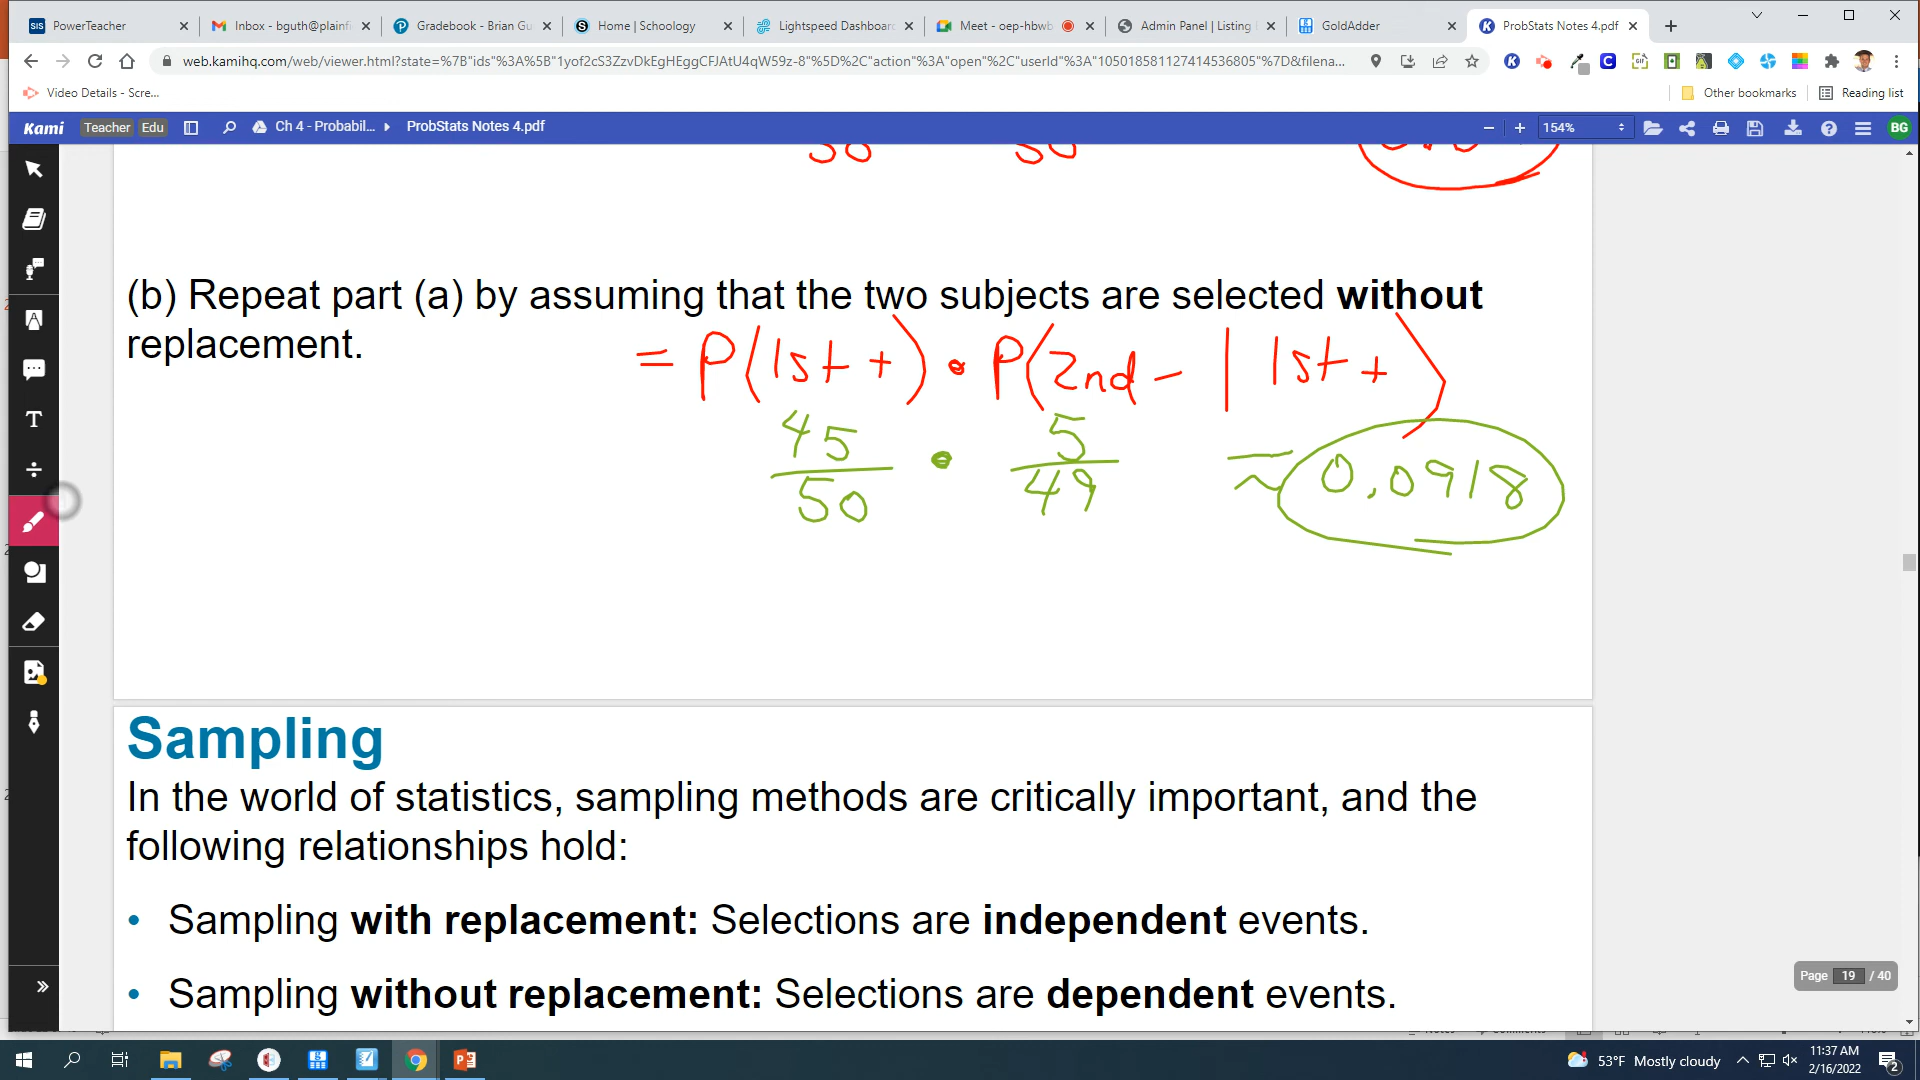 PowerTeacher
Inbox - bguth@plainfi
Gradebook - Brian Gu
Home | Schoology
Lightspeed Dashboard
Meet - oep-hbwb
Admin Panel | Listing
GoldAdder
ProbStats Notes 4.pdf
web.kamihq.com/web/viewer.html?state=%7B"ids"%3A%5B"1yof2cS3ZzvDkEgHEggCFJAtU4qW59z-8"%5D%2C"action"%3A"open"%2C"userId"%3A"105018581127414536805"%7D&filena...
Video Details - Scre...
Other bookmarks
Reading list
Kami Teacher Edu Ch 4 - Probabil... ProbStats Notes 4.pdf 154% BG
50 50
(b) Repeat part (a) by assuming that the two subjects are selected without
replacement.
= P(1st +) • P(2nd - | 1st +)
45 5
50 • 49 ≈ 0.0918
Sampling
In the world of statistics, sampling methods are critically important, and the
following relationships hold:
• Sampling with replacement: Selections are independent events.
• Sampling without replacement: Selections are dependent events.
Page 19 / 40
53°F Mostly cloudy
11:37 AM
2/16/2022
2